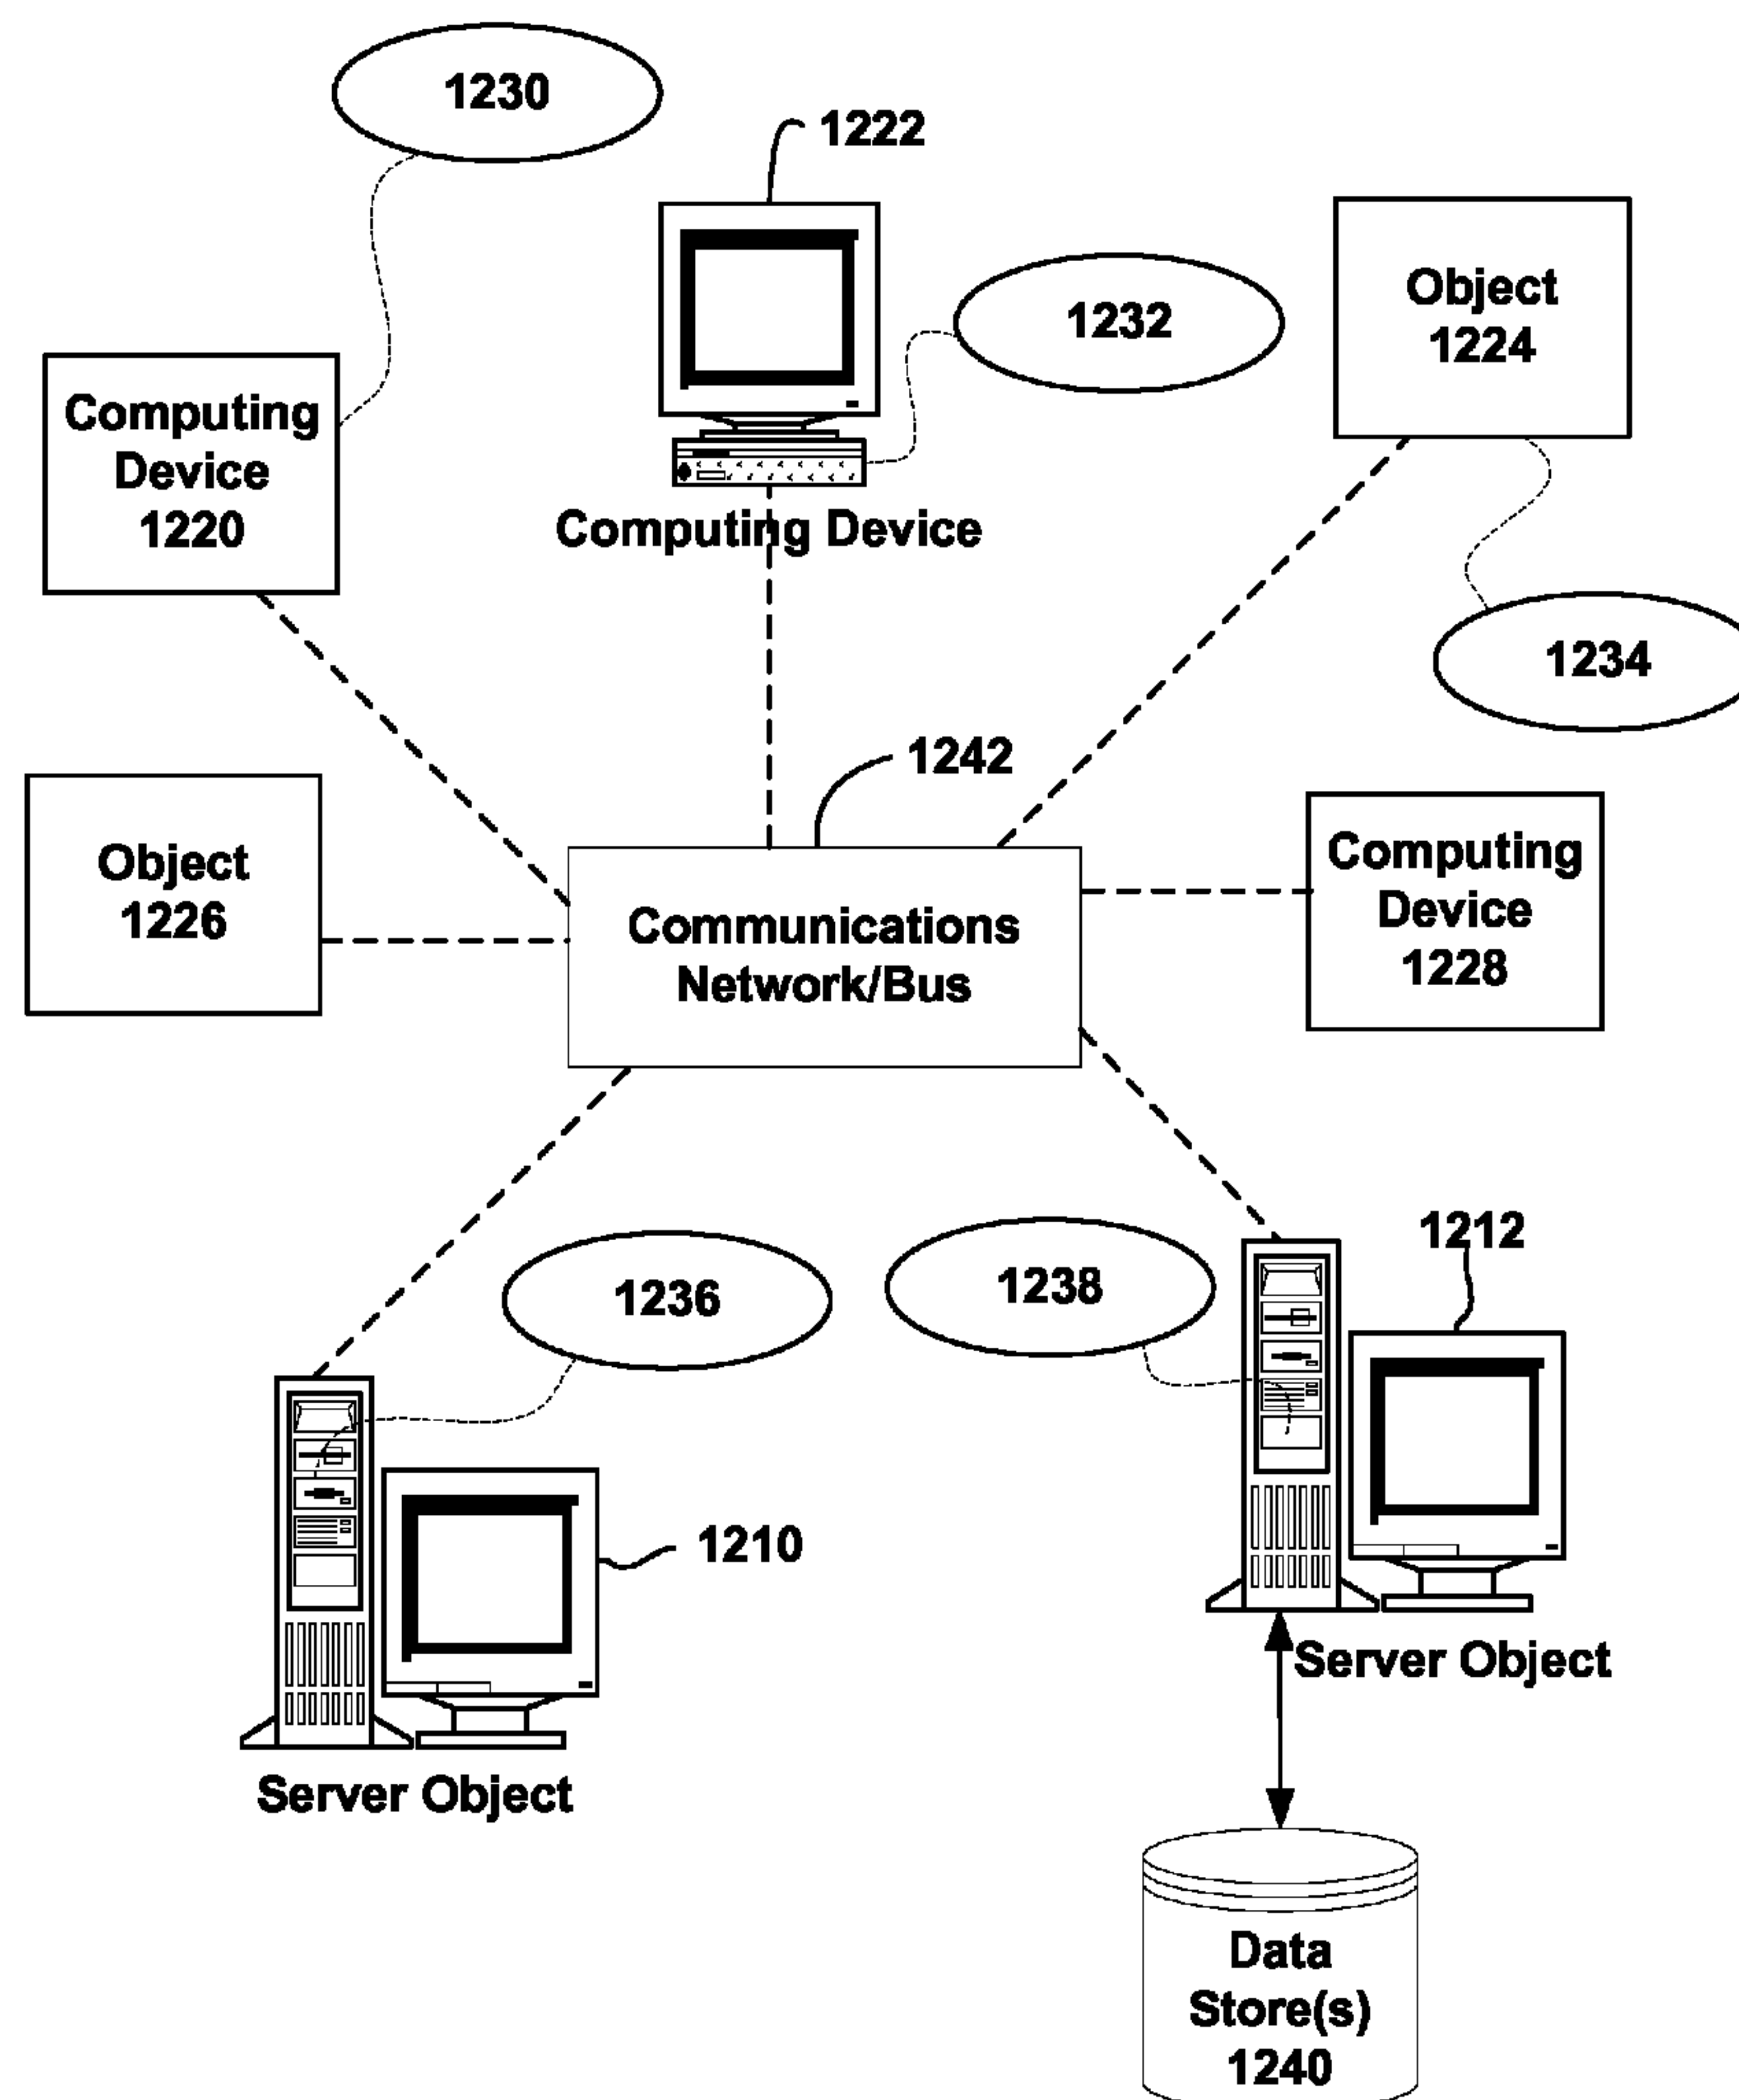 1230
1222
1232
Object
1224
Computing
Device
1220
Computing Device
1234
1242
Object
1226
Communications
Network/Bus
Computing
Device
1228
1236
1238
1212
1210
Server Object
Server Object
Data
Store(s)
1240